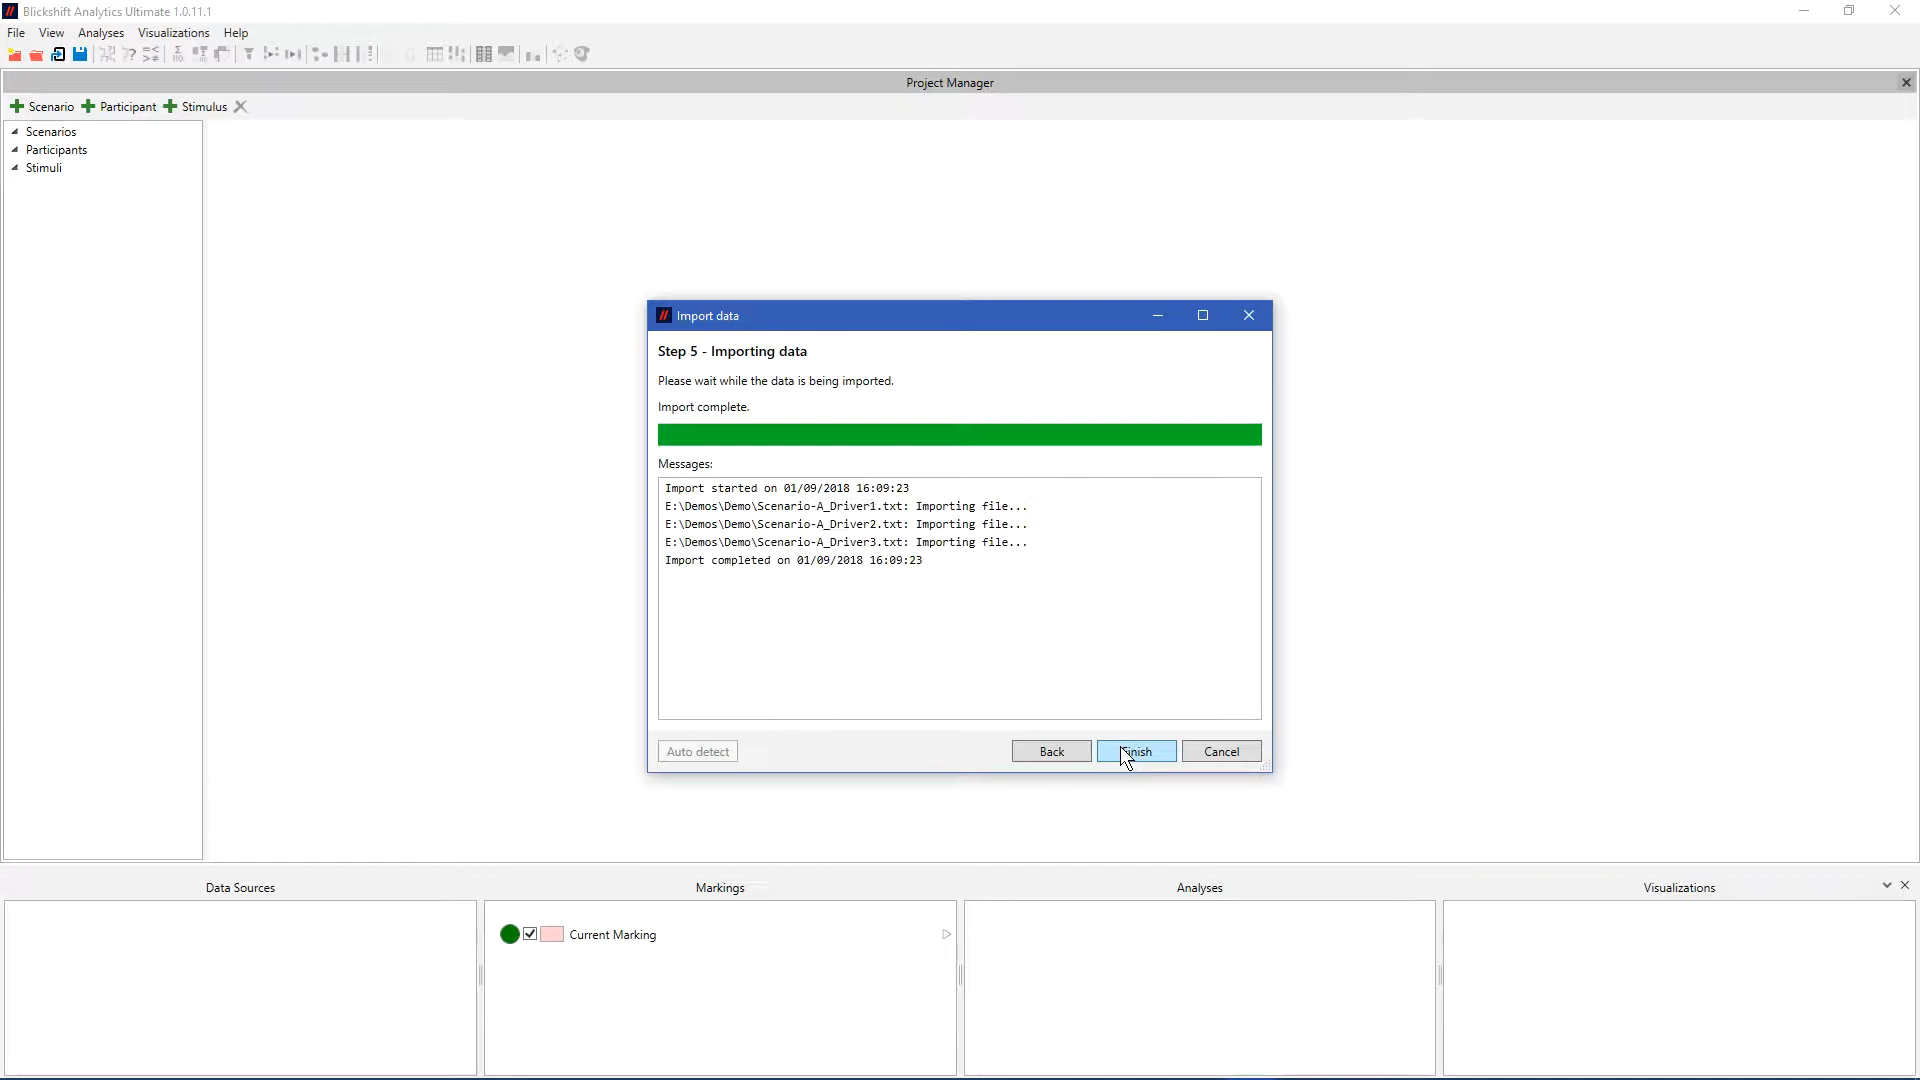 Blickshift Analytics Ultimate 1.0.11.1
File View Analyses Visualizations Help
Project Manager
Scenario Participant Stimulus
Scenarios
Participants
Stimuli
Import data
Step 5 - Importing data
Please wait while the data is being imported.
Import complete.
Messages:
Import started on 01/09/2018 16:09:23
E:\Demos\Demo\Scenario-A_Driver1.txt: Importing file...
E:\Demos\Demo\Scenario-A_Driver2.txt: Importing file...
E:\Demos\Demo\Scenario-A_Driver3.txt: Importing file...
Import completed on 01/09/2018 16:09:23
Auto detect Back Finish Cancel
Data Sources Markings Analyses Visualizations
Current Marking